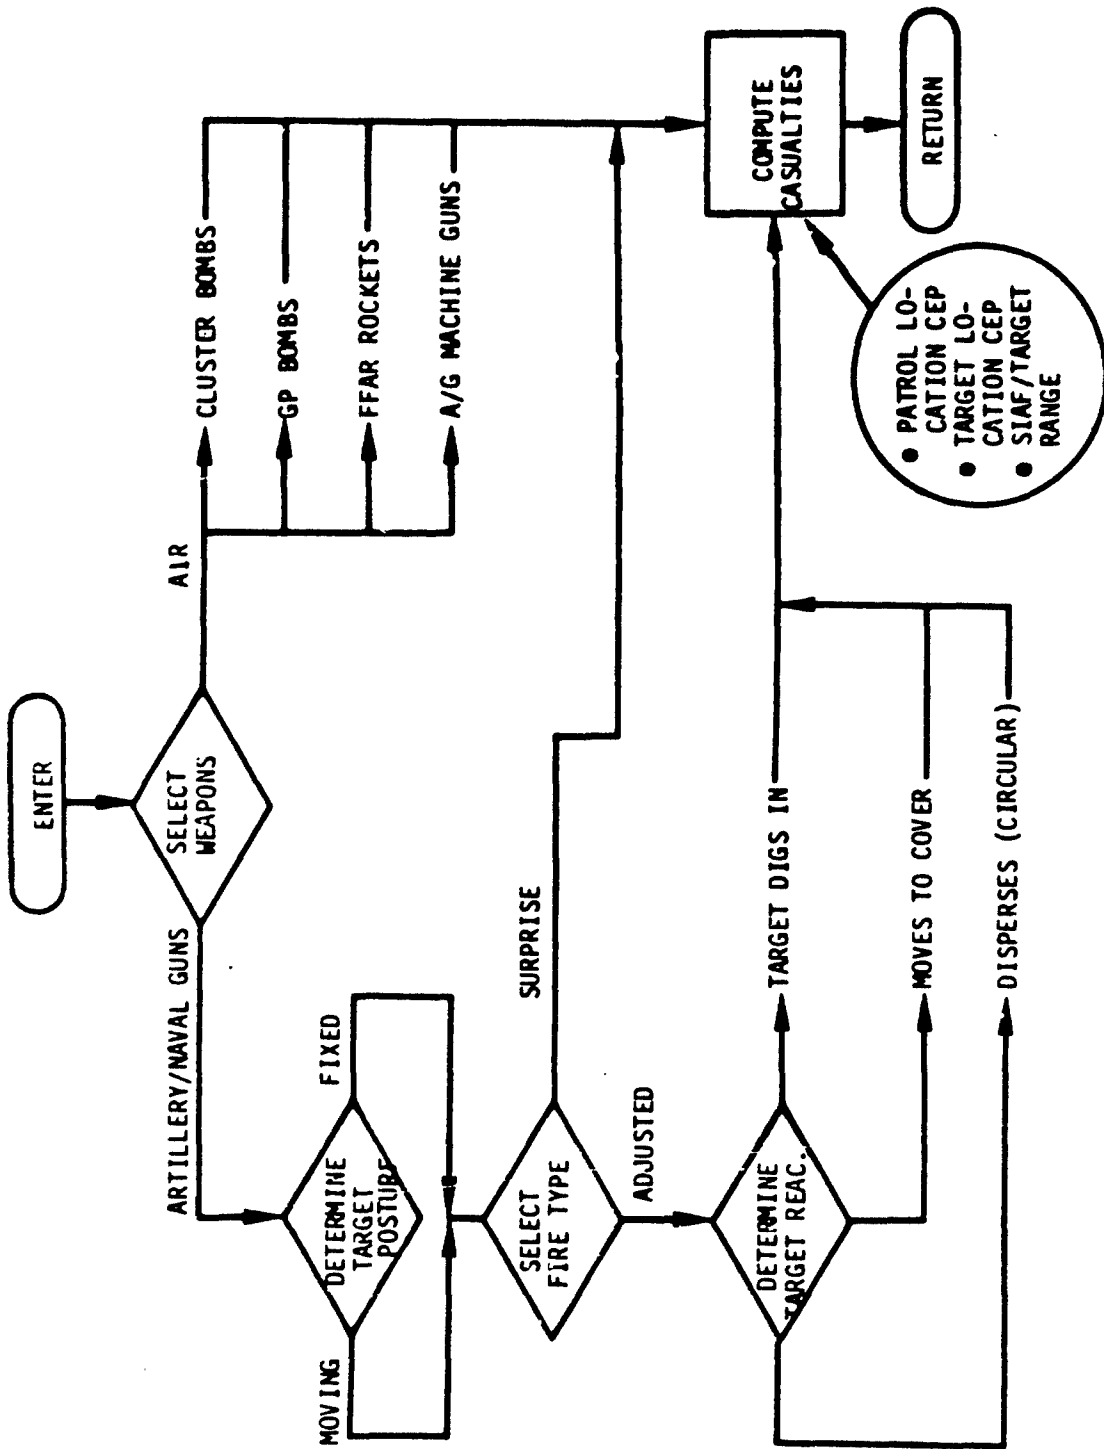 ENTER
SELECT
WEAPONS
ARTILLERY/NAVAL GUNS
AIR
CLUSTER BOMBS
GP BOMBS
FFAR ROCKETS
A/G MACHINE GUNS
DETERMINE
TARGET
POSTURE
MOVING
FIXED
SELECT
FIRE TYPE
SURPRISE
ADJUSTED
DETERMINE
TARGET REAC.
TARGET DIGS IN
MOVES TO COVER
DISPERSES (CIRCULAR)
COMPUTE
CASUALTIES
● PATROL LO-
CATION CEP
● TARGET LO-
CATION CEP
● SIAF/TARGET
RANGE
RETURN